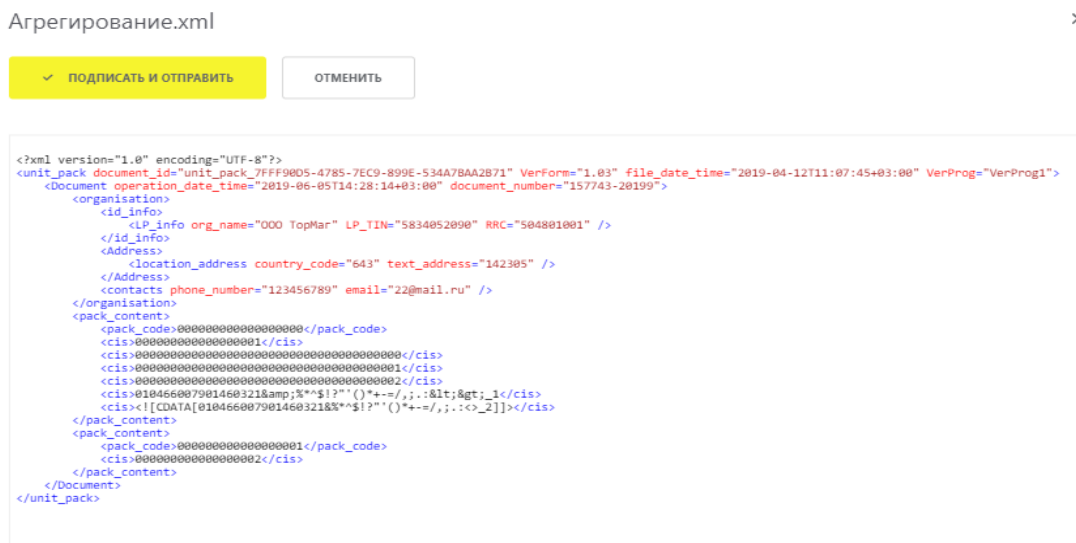 Агрегирование.xml
ПОДПИСАТЬ И ОТПРАВИТЬ ОТМЕНИТЬ
<?xml version="1.0" encoding="UTF-8"?>
<unit_pack document_id="unit_pack_7FFF90D5-4785-7EC9-899E-534A7BAA2B71" VerForm="1.03" file_date_time="2019-04-12T11:07:45+03:00" VerProg="VerProg1">
<Document operation_date_time="2019-06-05T14:28:14+03:00" document_number="157743-20199">
<organisation>
<id_info>
<LP_info org_name="ООО TopMar" LP_TIN="5834052090" RRC="504801001" />
</id_info>
<Address>
<location_address country_code="643" text_address="142305" />
</Address>
<contacts phone_number="123456789" email="22@mail.ru" />
</organisation>
<pack_content>
<pack_code>000000000000000000</pack_code>
<cis>000000000000000001</cis>
<cis>00000000000000000000000000000000000000</cis>
<cis>00000000000000000000000000000000000001</cis>
<cis>00000000000000000000000000000000000002</cis>
<cis>010466007901460321&amp;%*^$!?"'()*+-=/,;.:&lt;&gt;_1</cis>
<cis><![CDATA[010466007901460321&%*^$!?"'()*+-=/,;.:<>_2]]></cis>
</pack_content>
<pack_content>
<pack_code>000000000000000001</pack_code>
<cis>000000000000000002</cis>
</pack_content>
</Document>
</unit_pack>